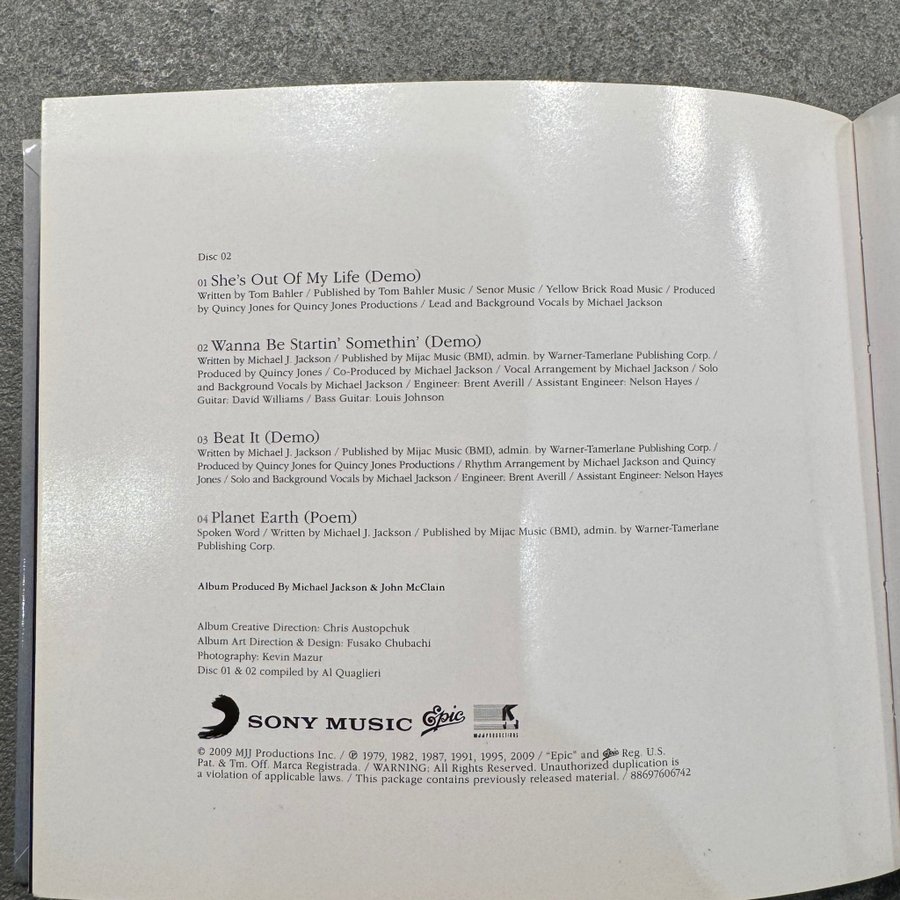 Disc 02
01 She's Out Of My Life (Demo)
Written by Tom Bahler / Published by Tom Bahler Music / Senor Music / Yellow Brick Road Music / Produced
by Quincy Jones for Quincy Jones Productions / Lead and Background Vocals by Michael Jackson
02 Wanna Be Startin' Somethin' (Demo)
Written by Michael J. Jackson / Published by Mijac Music (BMI), admin. by Warner-Tamerlane Publishing Corp. /
Produced by Quincy Jones / Co-Produced by Michael Jackson / Vocal Arrangement by Michael Jackson / Solo
and Background Vocals by Michael Jackson / Engineer: Brent Averill / Assistant Engineer: Nelson Hayes /
Guitar: David Williams / Bass Guitar: Louis Johnson
03 Beat It (Demo)
Written by Michael J. Jackson / Published by Mijac Music (BMI), admin. by Warner-Tamerlane Publishing Corp. /
Produced by Quincy Jones for Quincy Jones Productions / Rhythm Arrangement by Michael Jackson and Quincy
Jones / Solo and Background Vocals by Michael Jackson / Engineer: Brent Averill / Assistant Engineer: Nelson Hayes
04 Planet Earth (Poem)
Spoken Word / Written by Michael J. Jackson / Published by Mijac Music (BMI), admin. by Warner-Tamerlane
Publishing Corp.
Album Produced By Michael Jackson & John McClain
Album Creative Direction: Chris Austopchuk
Album Art Direction & Design: Fusako Chubachi
Photography: Kevin Mazur
Disc 01 & 02 compiled by Al Quaglieri
SONY MUSIC Epic MJJ PRODUCTIONS
© 2009 MJJ Productions Inc. / ℗ 1979, 1982, 1987, 1991, 1995, 2009 / "Epic" and Epic Reg. U.S.
Pat. & Tm. Off. Marca Registrada. / WARNING: All Rights Reserved. Unauthorized duplication is
a violation of applicable laws. / This package contains previously released material. / 88697606742